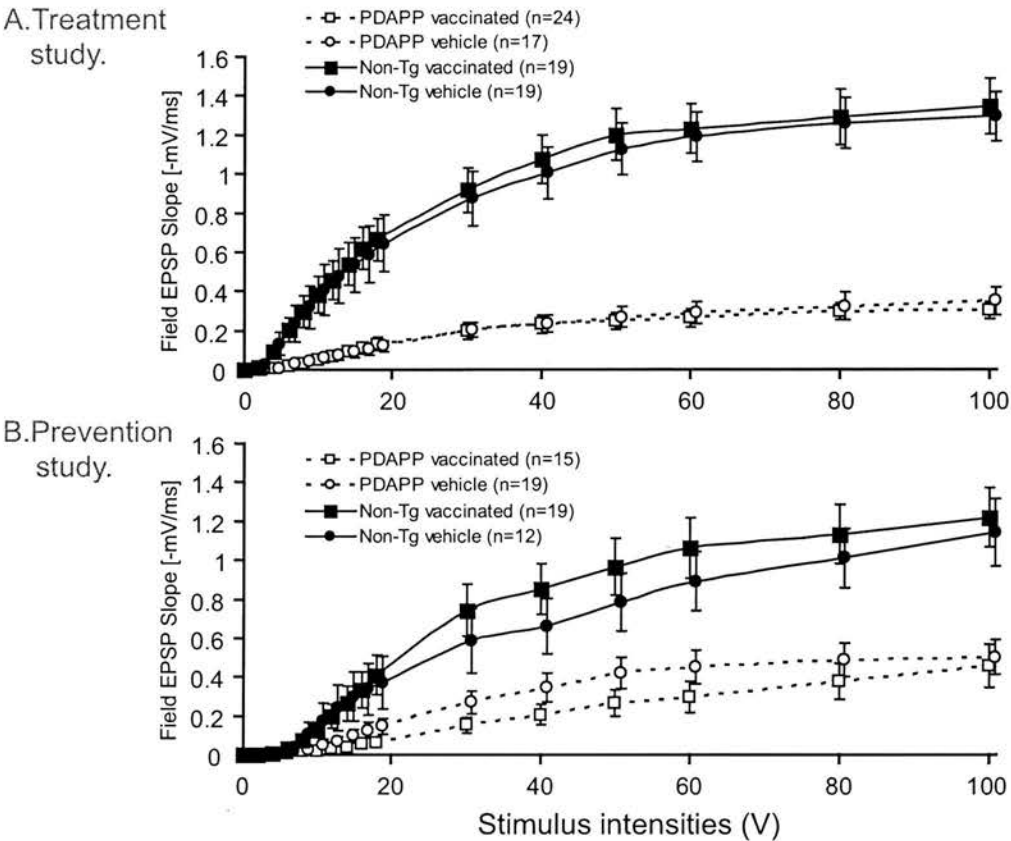 A.Treatment
study.
PDAPP vaccinated (n=24)
PDAPP vehicle (n=17)
Non-Tg vaccinated (n=19)
Non-Tg vehicle (n=19)
Field EPSP Slope [-mV/ms]
1.6
1.4
1.2
1
0.8
0.6
0.4
0.2
0
0 20 40 60 80 100
B.Prevention
study.
PDAPP vaccinated (n=15)
PDAPP vehicle (n=19)
Non-Tg vaccinated (n=19)
Non-Tg vehicle (n=12)
Field EPSP Slope [-mV/ms]
1.6
1.4
1.2
1
0.8
0.6
0.4
0.2
0
0 20 40 60 80 100
Stimulus intensities (V)